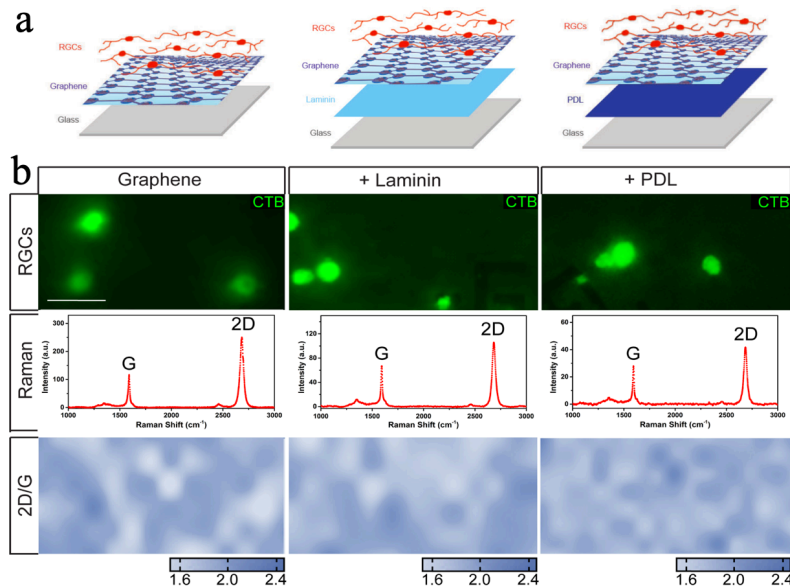 a
RGCs
Graphene
Glass
RGCs
Graphene
Laminin
Glass
RGCs
Graphene
PDL
Glass
b
Graphene
+ Laminin
+ PDL
RGCs
CTB
CTB
CTB
Raman
Intensity (a.u.)
300
250
200
150
100
50
0
G
2D
1000 1500 2000 2500 3000
Raman Shift (cm-1)
Intensity (a.u.)
120
80
40
0
G
2D
1000 1500 2000 2500 3000
Raman Shift (cm-1)
Intensity (a.u.)
60
40
20
0
G
2D
1000 1500 2000 2500 3000
Raman Shift (cm-1)
2D/G
1.6 2.0 2.4
1.6 2.0 2.4
1.6 2.0 2.4